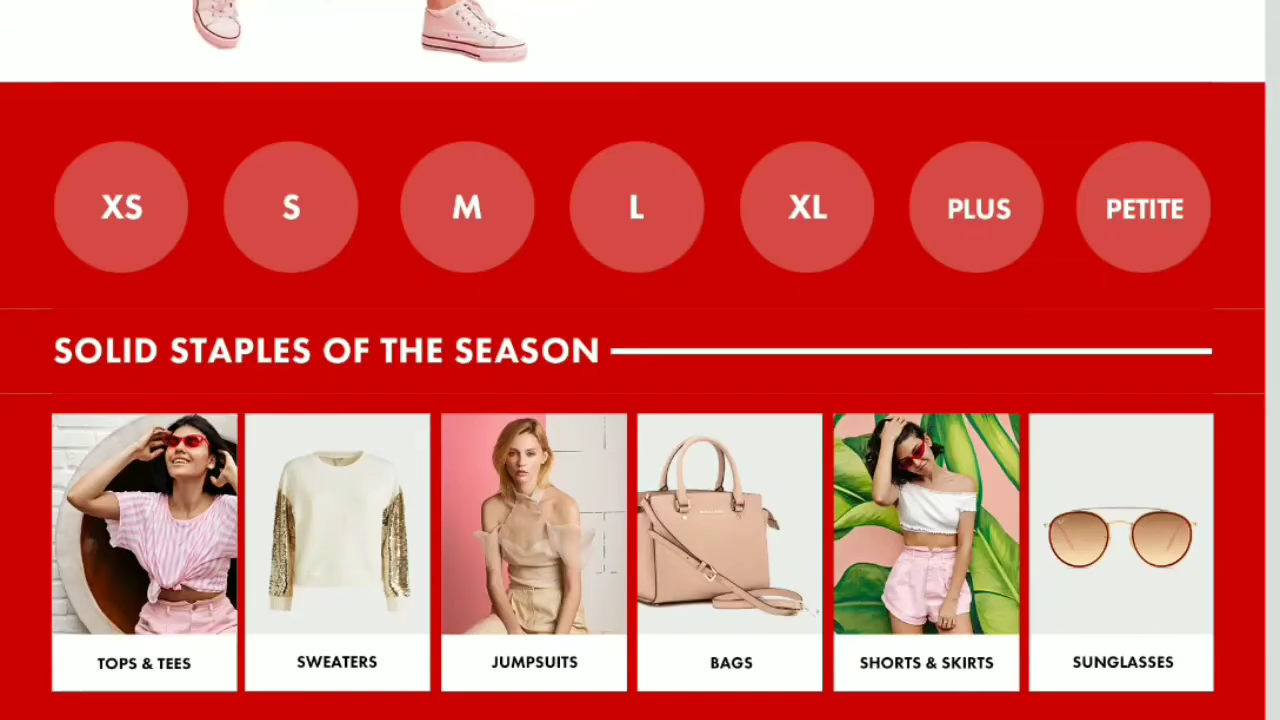 XS S M L XL PLUS PETITE
SOLID STAPLES OF THE SEASON
TOPS & TEES SWEATERS JUMPSUITS BAGS SHORTS & SKIRTS SUNGLASSES